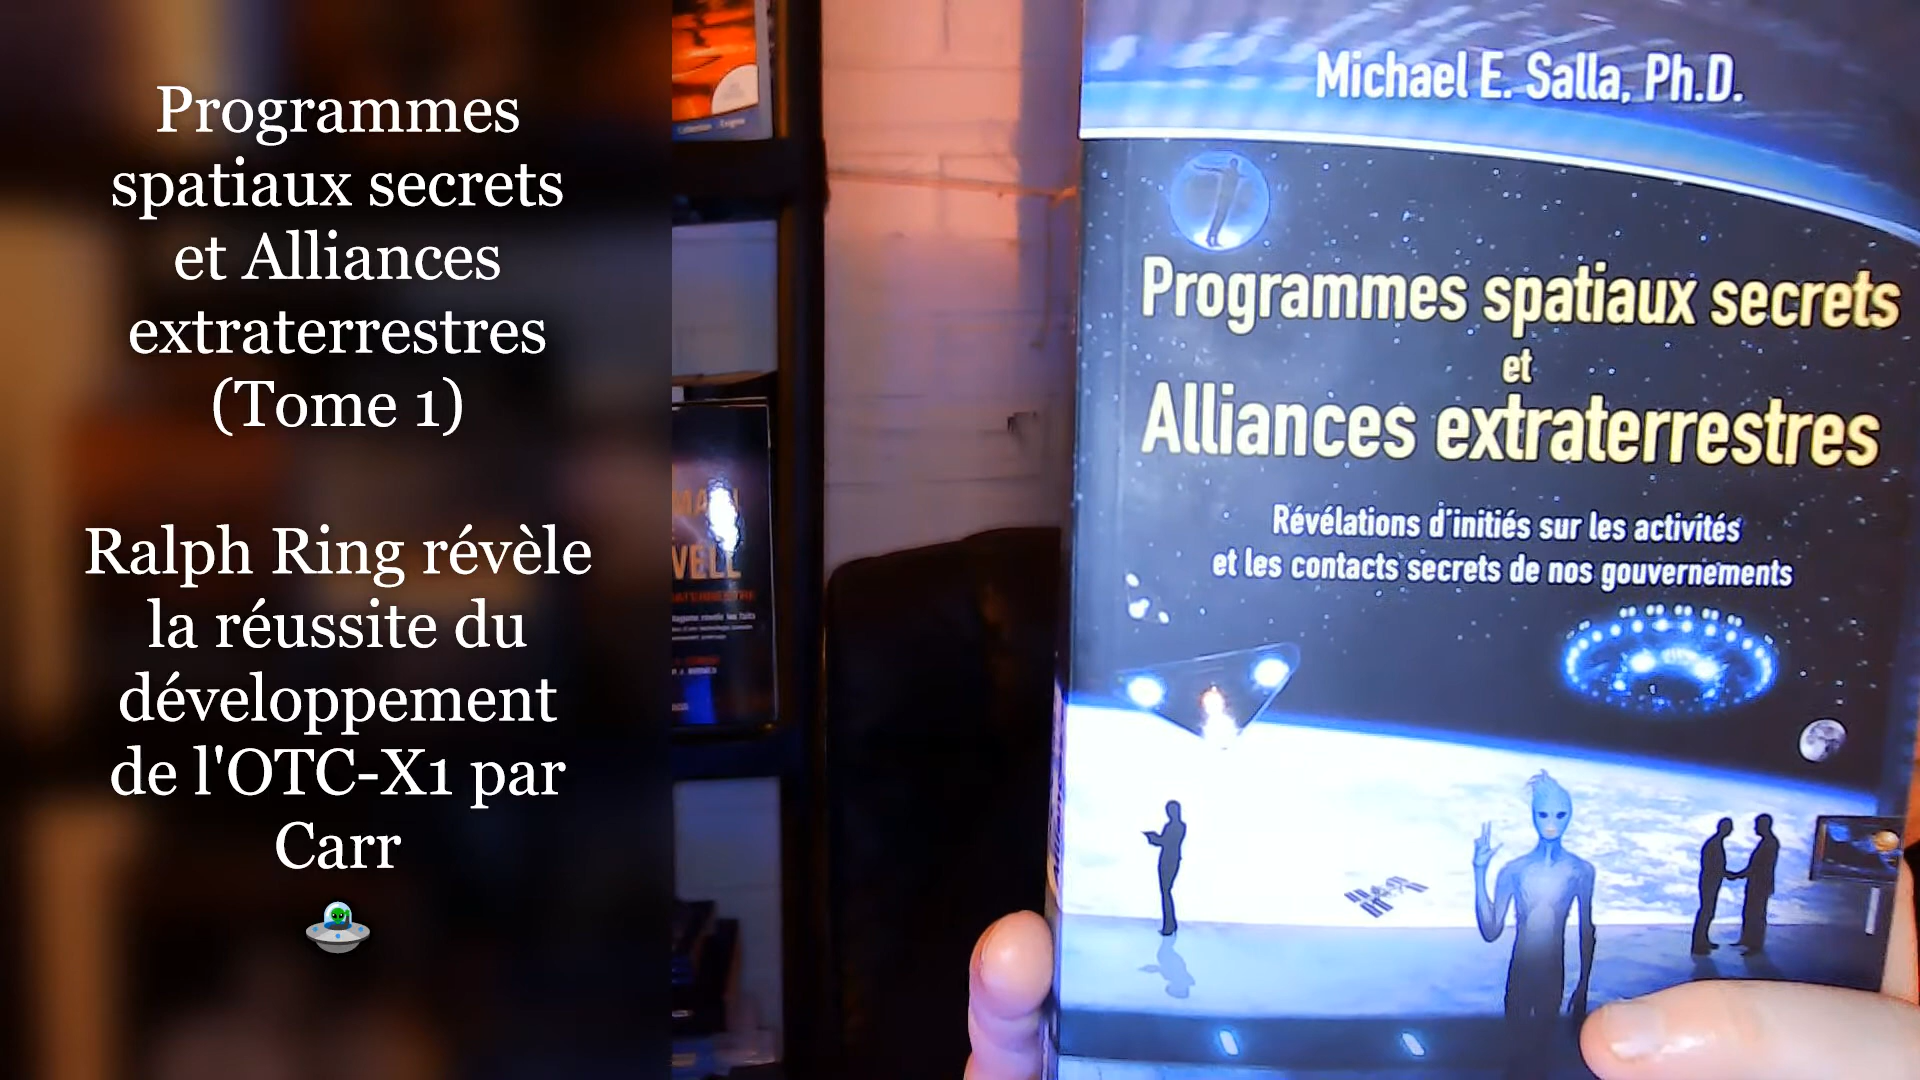 Programmes
spatiaux secrets
et Alliances
extraterrestres
(Tome 1)
Ralph Ring révèle
la réussite du
développement
de l'OTC-X1 par
Carr
Michael E. Salla, Ph.D.
Programmes spatiaux secrets
et
Alliances extraterrestres
Révélations d'initiés sur les activités
et les contacts secrets de nos gouvernements